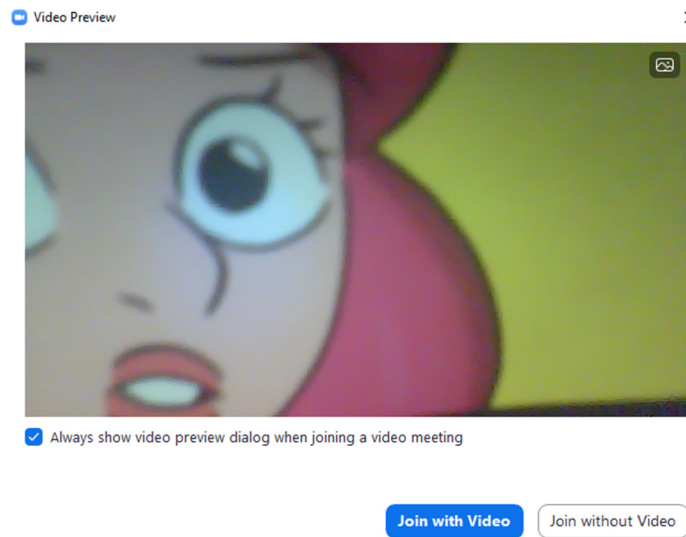 Video Preview
Always show video preview dialog when joining a video meeting
Join with Video
Join without Video